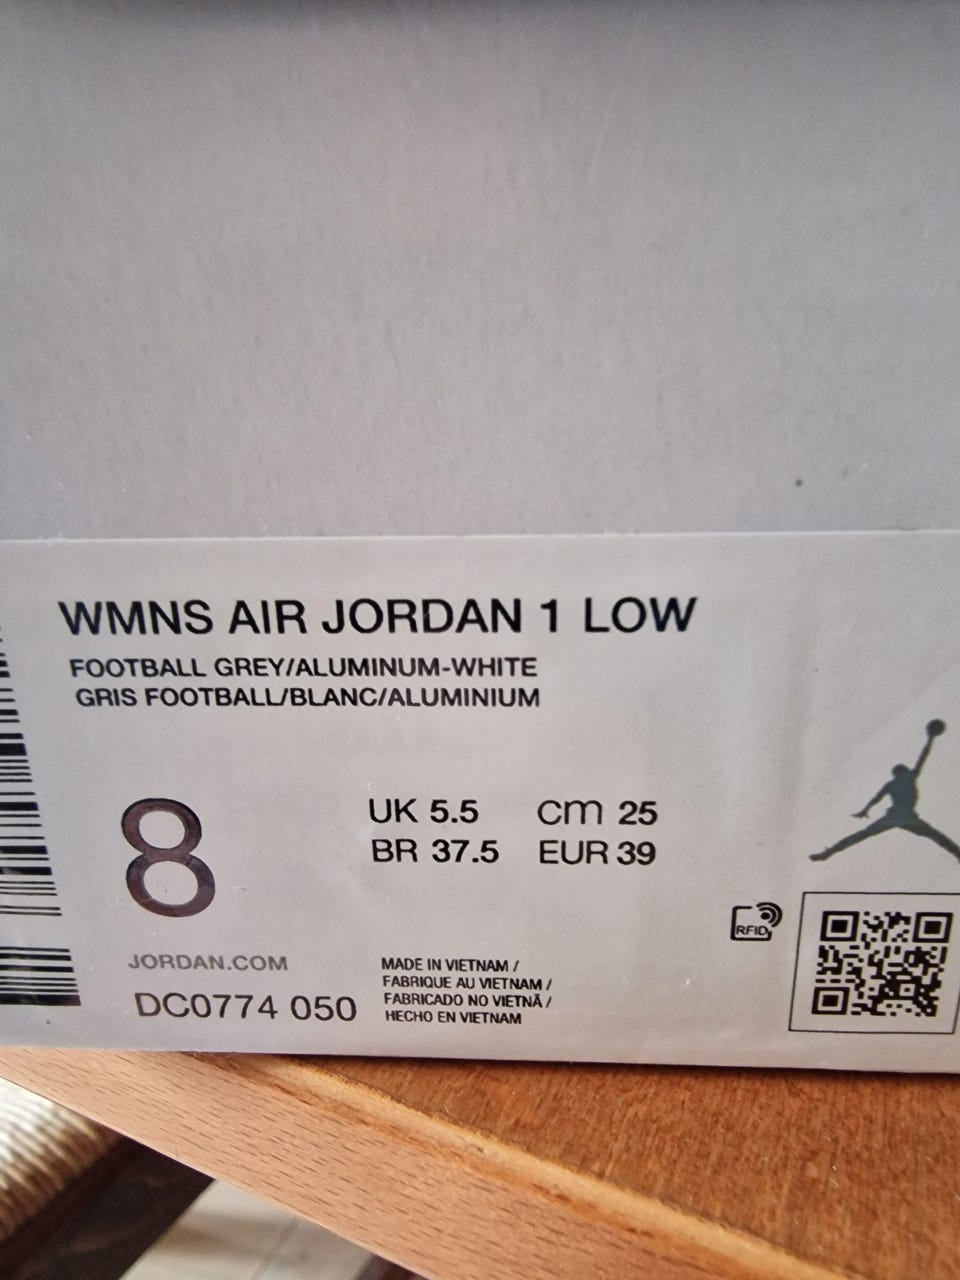 WMNS AIR JORDAN 1 LOW
FOOTBALL GREY/ALUMINUM-WHITE
GRIS FOOTBALL/BLANC/ALUMINIUM
8
UK 5.5 cm 25
BR 37.5 EUR 39
RFID
JORDAN.COM
DC0774 050
MADE IN VIETNAM /
FABRIQUE AU VIETNAM /
FABRICADO NO VIETNÃ /
HECHO EN VIETNAM